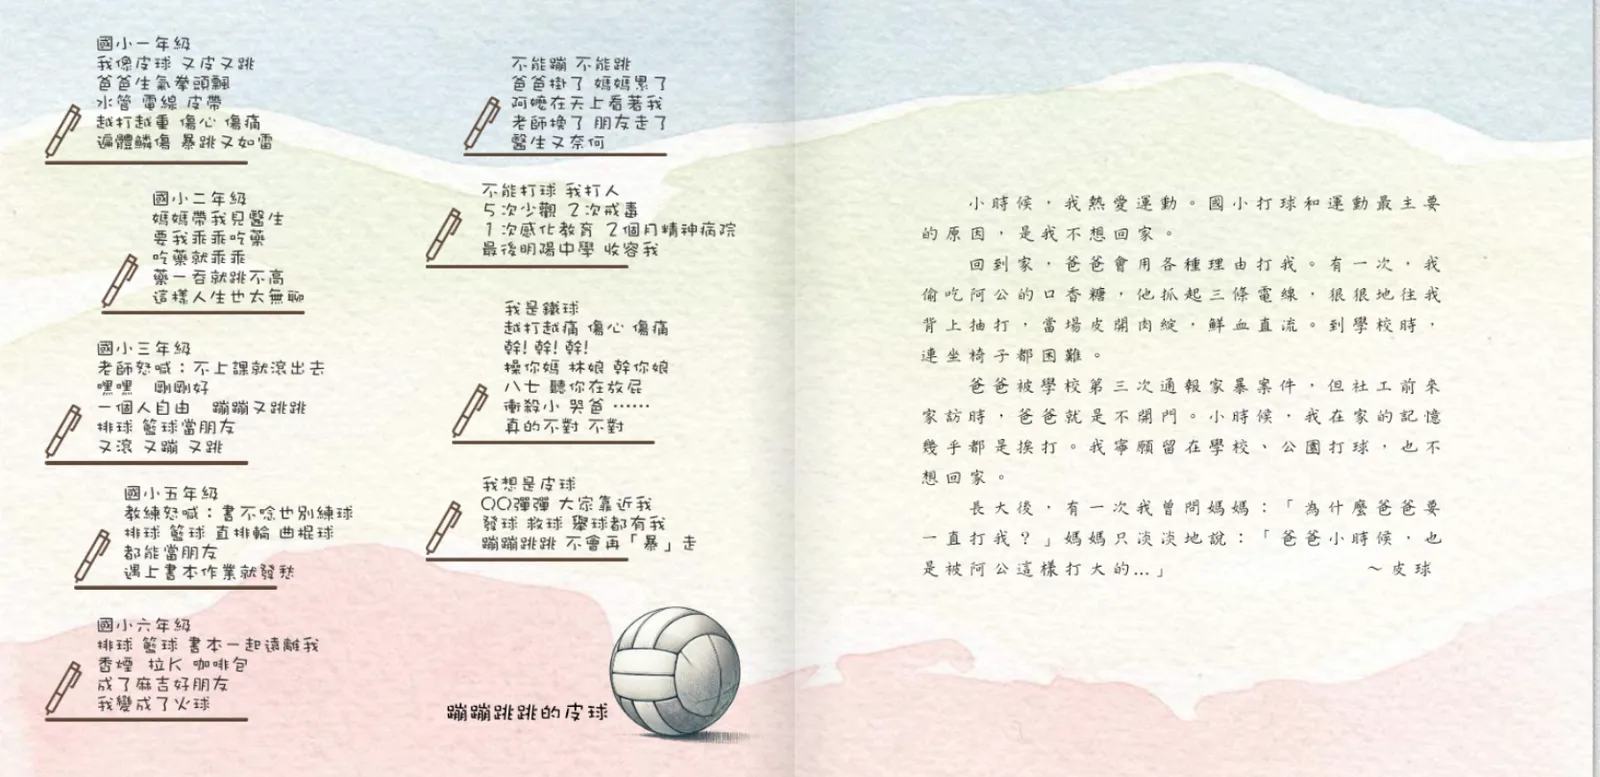 國小一年級
我像皮球 又皮又跳
爸爸生氣拳頭飄
水管 電線 皮帶
越打越重 傷心 傷痛
遍體鱗傷 暴跳又如雷
國小二年級
媽媽帶我見醫生
要我乖乖吃藥
吃藥就乖乖
藥一吞就跳不高
這樣人生也太無聊
國小三年級
老師怒喊：不上課就滾出去
嘿嘿 剛剛好
一個人自由 蹦蹦又跳跳
排球 籃球當朋友
又滾 又蹦 又跳
國小五年級
教練怒喊：書不唸也別練球
排球 籃球 直排輪 曲棍球
都能當朋友
遇上書本作業就發愁
國小六年級
排球 籃球 書本一起遠離我
香煙 拉K 咖啡包
成了麻吉好朋友
我變成了火球
不能蹦 不能跳
爸爸掛了 媽媽累了
阿嬤在天上看著我
老師換了 朋友走了
醫生又奈何
不能打球 我打人
5次少觀 2次戒毒
1次感化教育 2個月精神病院
最後明陽中學 收容我
我是鐵球
越打越痛 傷心 傷痛
幹! 幹! 幹!
操你媽 林娘 幹你娘
八七 聽你在放屁
衝殺小 哭爸 ⋯⋯
真的不對 不對
我想是皮球
QQ彈彈 大家靠近我
發球 救球 舉球都有我
蹦蹦跳跳 不會再「暴」走
蹦蹦跳跳的皮球
小時候，我熱愛運動。國小打球和運動最主要
的原因，是我不想回家。
回到家，爸爸會用各種理由打我。有一次，我
偷吃阿公的口香糖，他抓起三條電線，狠狠地往我
背上抽打，當場皮開肉綻，鮮血直流。到學校時，
連坐椅子都困難。
爸爸被學校第三次通報家暴案件，但社工前來
家訪時，爸爸就是不開門。小時候，我在家的記憶
幾乎都是挨打。我寧願留在學校、公園打球，也不
想回家。
長大後，有一次我曾問媽媽：「為什麼爸爸要
一直打我？」媽媽只淡淡地說：「爸爸小時候，也
是被阿公這樣打大的…」
～皮球